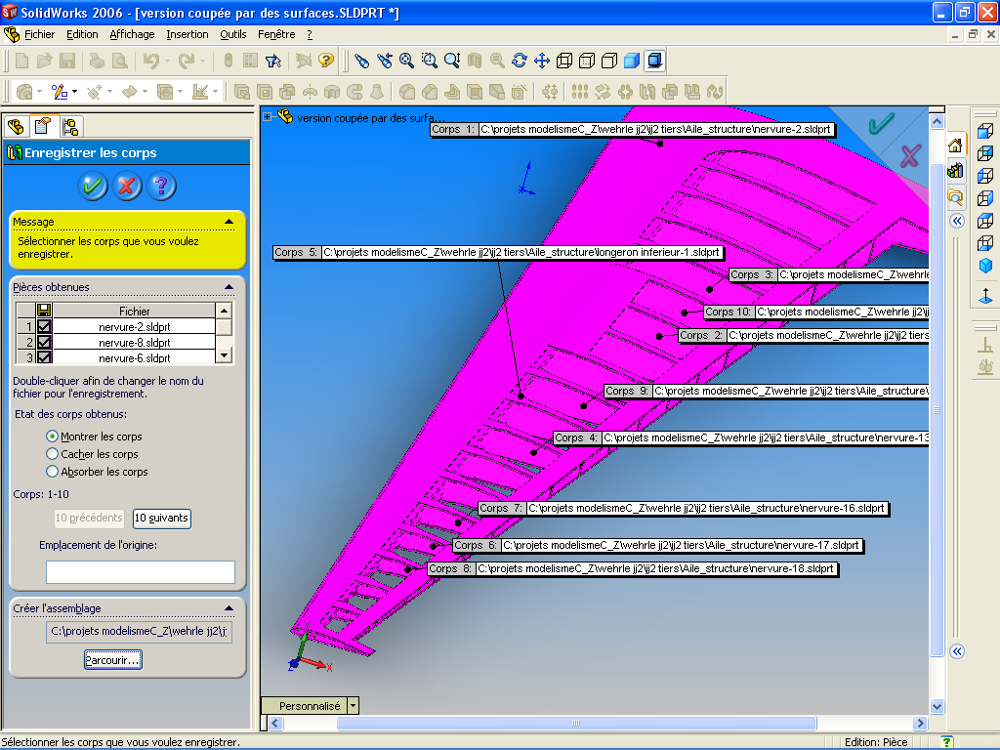 SolidWorks 2006 - [version coupée par des surfaces.SLDPRT *]
Fichier Edition Affichage Insertion Outils Fenêtre ?
Enregistrer les corps
Message
Sélectionner les corps que vous voulez
enregistrer.
Pièces obtenues
Fichier
1 nervure-2.sldprt
2 nervure-8.sldprt
3 nervure-6.sldprt
Double-cliquer afin de changer le nom du
fichier pour l'enregistrement.
Etat des corps obtenus:
Montrer les corps
Cacher les corps
Absorber les corps
Corps: 1-10
10 précédents 10 suivants
Emplacement de l'origine:
Créer l'assemblage
C:\projets modelismeC_Z\wehrle jj2\j
Parcourir...
version coupée par des surfa...
Corps 1: C:\projets modelismeC_Z\wehrle jj2\jj2 tiers\Aile_structure\nervure-2.sldprt
Corps 5: C:\projets modelismeC_Z\wehrle jj2\jj2 tiers\Aile_structure\longeron inferieur-1.sldprt
Corps 3: C:\projets modelismeC_Z\wehrle
Corps 10: C:\projets modelismeC_Z\wehrle jj2\jj
Corps 2: C:\projets modelismeC_Z\wehrle jj2\jj2 tiers
Corps 9: C:\projets modelismeC_Z\wehrle jj2\jj2 tiers\Aile_structure\
Corps 4: C:\projets modelismeC_Z\wehrle jj2\jj2 tiers\Aile_structure\nervure-13
Corps 7: C:\projets modelismeC_Z\wehrle jj2\jj2 tiers\Aile_structure\nervure-16.sldprt
Corps 6: C:\projets modelismeC_Z\wehrle jj2\jj2 tiers\Aile_structure\nervure-17.sldprt
Corps 8: C:\projets modelismeC_Z\wehrle jj2\jj2 tiers\Aile_structure\nervure-18.sldprt
Z X
Personnalisé
Sélectionner les corps que vous voulez enregistrer. Edition: Pièce ?